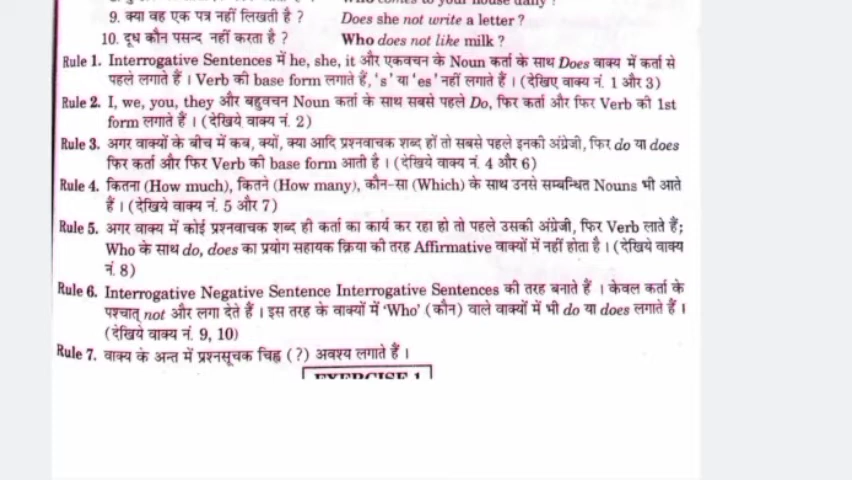 9. क्या वह एक पत्र नहीं लिखती है ? Does she not write a letter ?
10. दूध कौन पसन्द नहीं करता है ? Who does not like milk ?
Rule 1. Interrogative Sentences में he, she, it और एकवचन के Noun कर्ता के साथ Does वाक्य में कर्ता से
पहले लगाते हैं । Verb की base form लगाते हैं, 's' या 'es' नहीं लगाते हैं । (देखिए वाक्य नं. 1 और 3)
Rule 2. I, we, you, they और बहुवचन Noun कर्ता के साथ सबसे पहले Do, फिर कर्ता और फिर Verb की 1st
form लगाते हैं । (देखिये वाक्य नं. 2)
Rule 3. अगर वाक्यों के बीच में कब, क्यों, क्या आदि प्रश्नवाचक शब्द हों तो सबसे पहले इनकी अंग्रेजी, फिर do या does
फिर कर्ता और फिर Verb की base form आती है । (देखिये वाक्य नं. 4 और 6)
Rule 4. कितना (How much), कितने (How many), कौन-सा (Which) के साथ उनसे सम्बन्धित Nouns भी आते
हैं । (देखिये वाक्य नं. 5 और 7)
Rule 5. अगर वाक्य में कोई प्रश्नवाचक शब्द ही कर्ता का कार्य कर रहा हो तो पहले उसकी अंग्रेजी, फिर Verb लाते हैं;
Who के साथ do, does का प्रयोग सहायक क्रिया की तरह Affirmative वाक्यों में नहीं होता है । (देखिये वाक्य
नं. 8)
Rule 6. Interrogative Negative Sentence Interrogative Sentences की तरह बनाते हैं । केवल कर्ता के
पश्चात् not और लगा देते हैं । इस तरह के वाक्यों में 'Who' (कौन) वाले वाक्यों में भी do या does लगाते हैं ।
(देखिये वाक्य नं. 9, 10)
Rule 7. वाक्य के अन्त में प्रश्नसूचक चिह्न (?) अवश्य लगाते हैं ।
EXERCISE 1